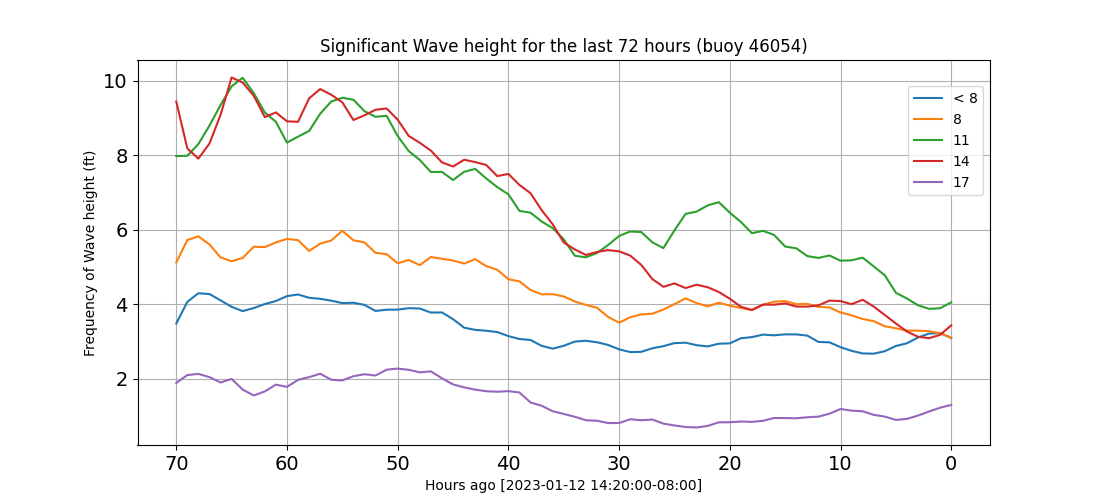 Significant Wave height for the last 72 hours (buoy 46054)
Frequency of Wave height (ft)
10
8
6
4
2
< 8
8
11
14
17
70 60 50 40 30 20 10 0
Hours ago [2023-01-12 14:20:00-08:00]